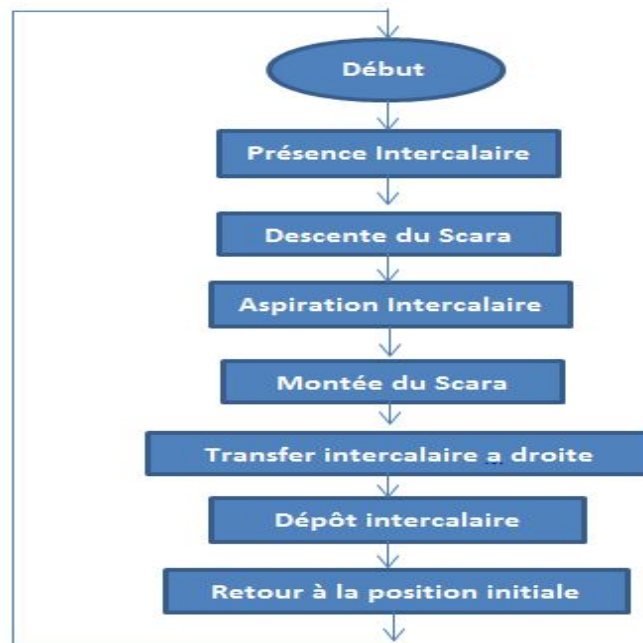 Début
Présence Intercalaire
Descente du Scara
Aspiration Intercalaire
Montée du Scara
Transfer intercalaire a droite
Dépôt intercalaire
Retour à la position initiale